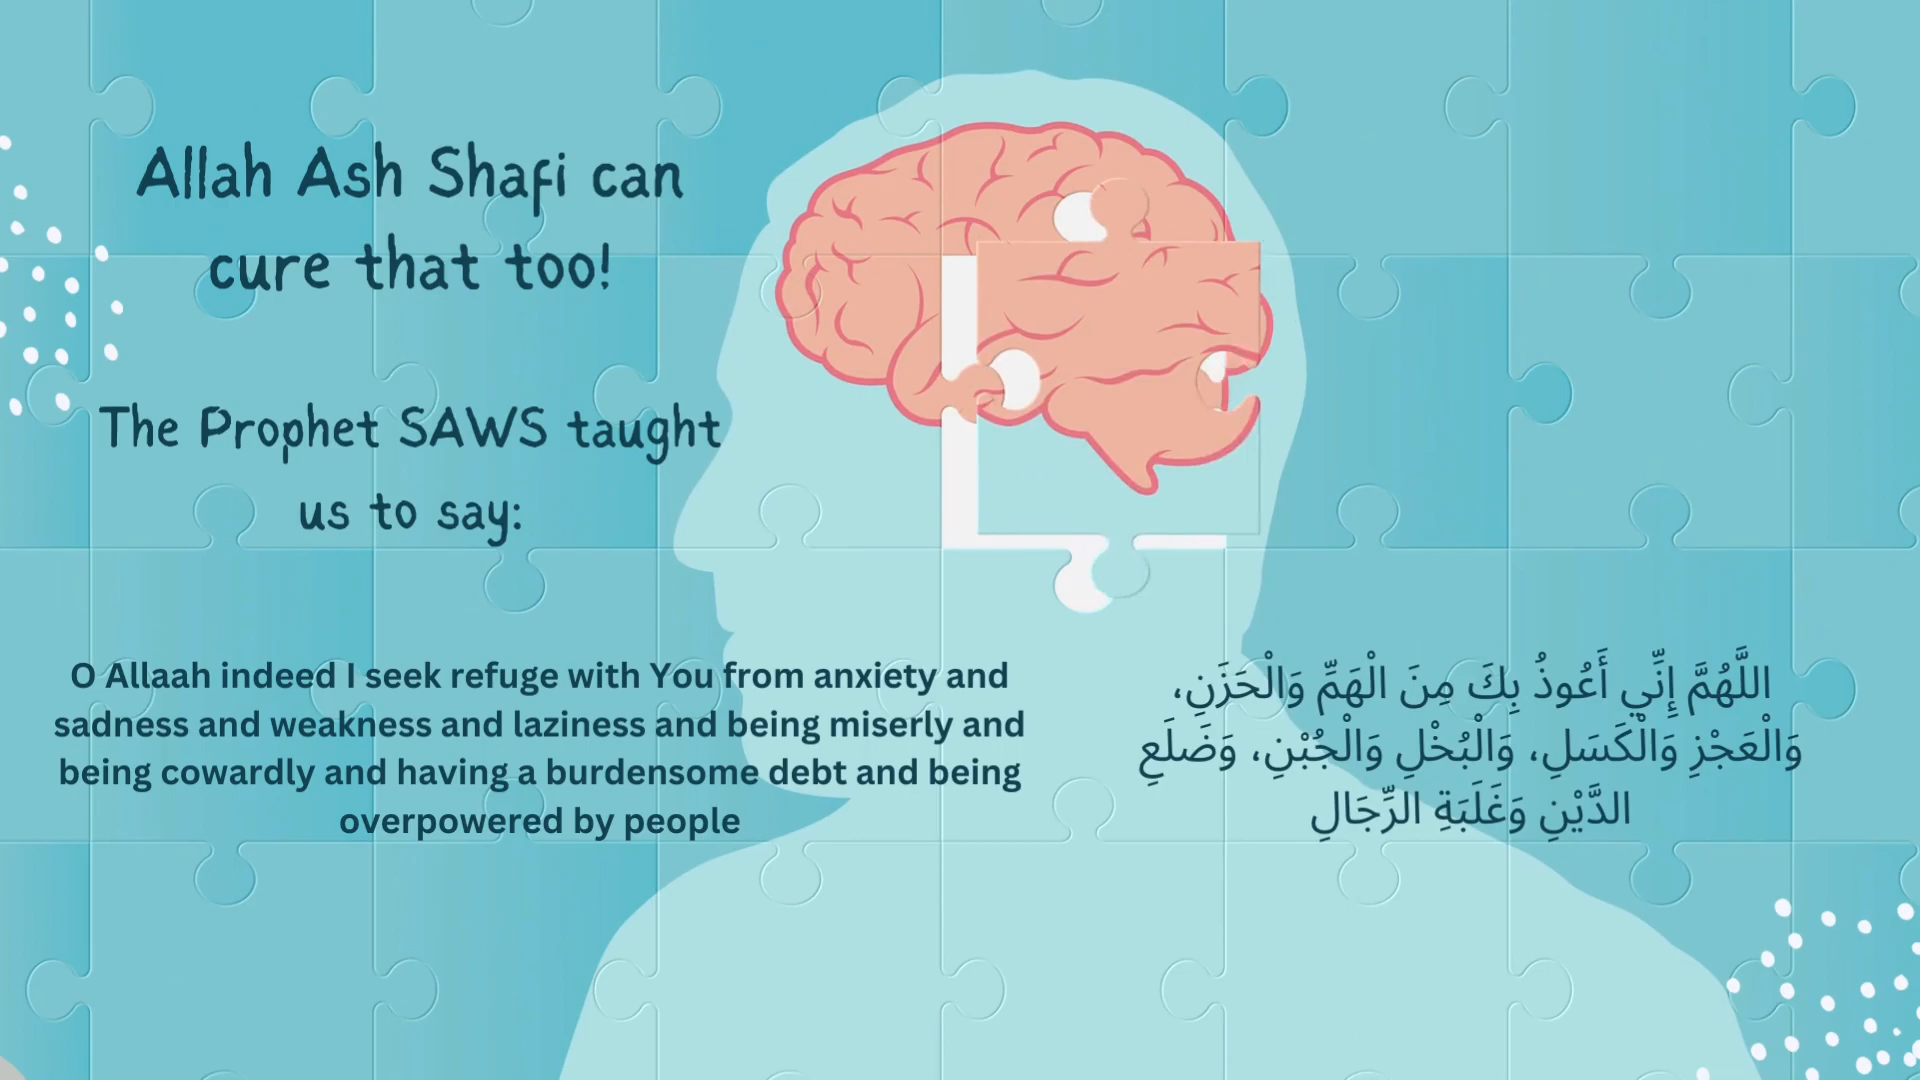 Allah Ash Shafi can
cure that too!
The Prophet SAWS taught
us to say:
O Allaah indeed I seek refuge with You from anxiety and
sadness and weakness and laziness and being miserly and
being cowardly and having a burdensome debt and being
overpowered by people
اللَّهُمَّ إِنِّي أَعُوذُ بِكَ مِنَ الْهَمِّ وَالْحَزَنِ،
وَالْعَجْزِ وَالْكَسَلِ، وَالْبُخْلِ وَالْجُبْنِ، وَضَلَعِ
الدَّيْنِ وَغَلَبَةِ الرِّجَالِ